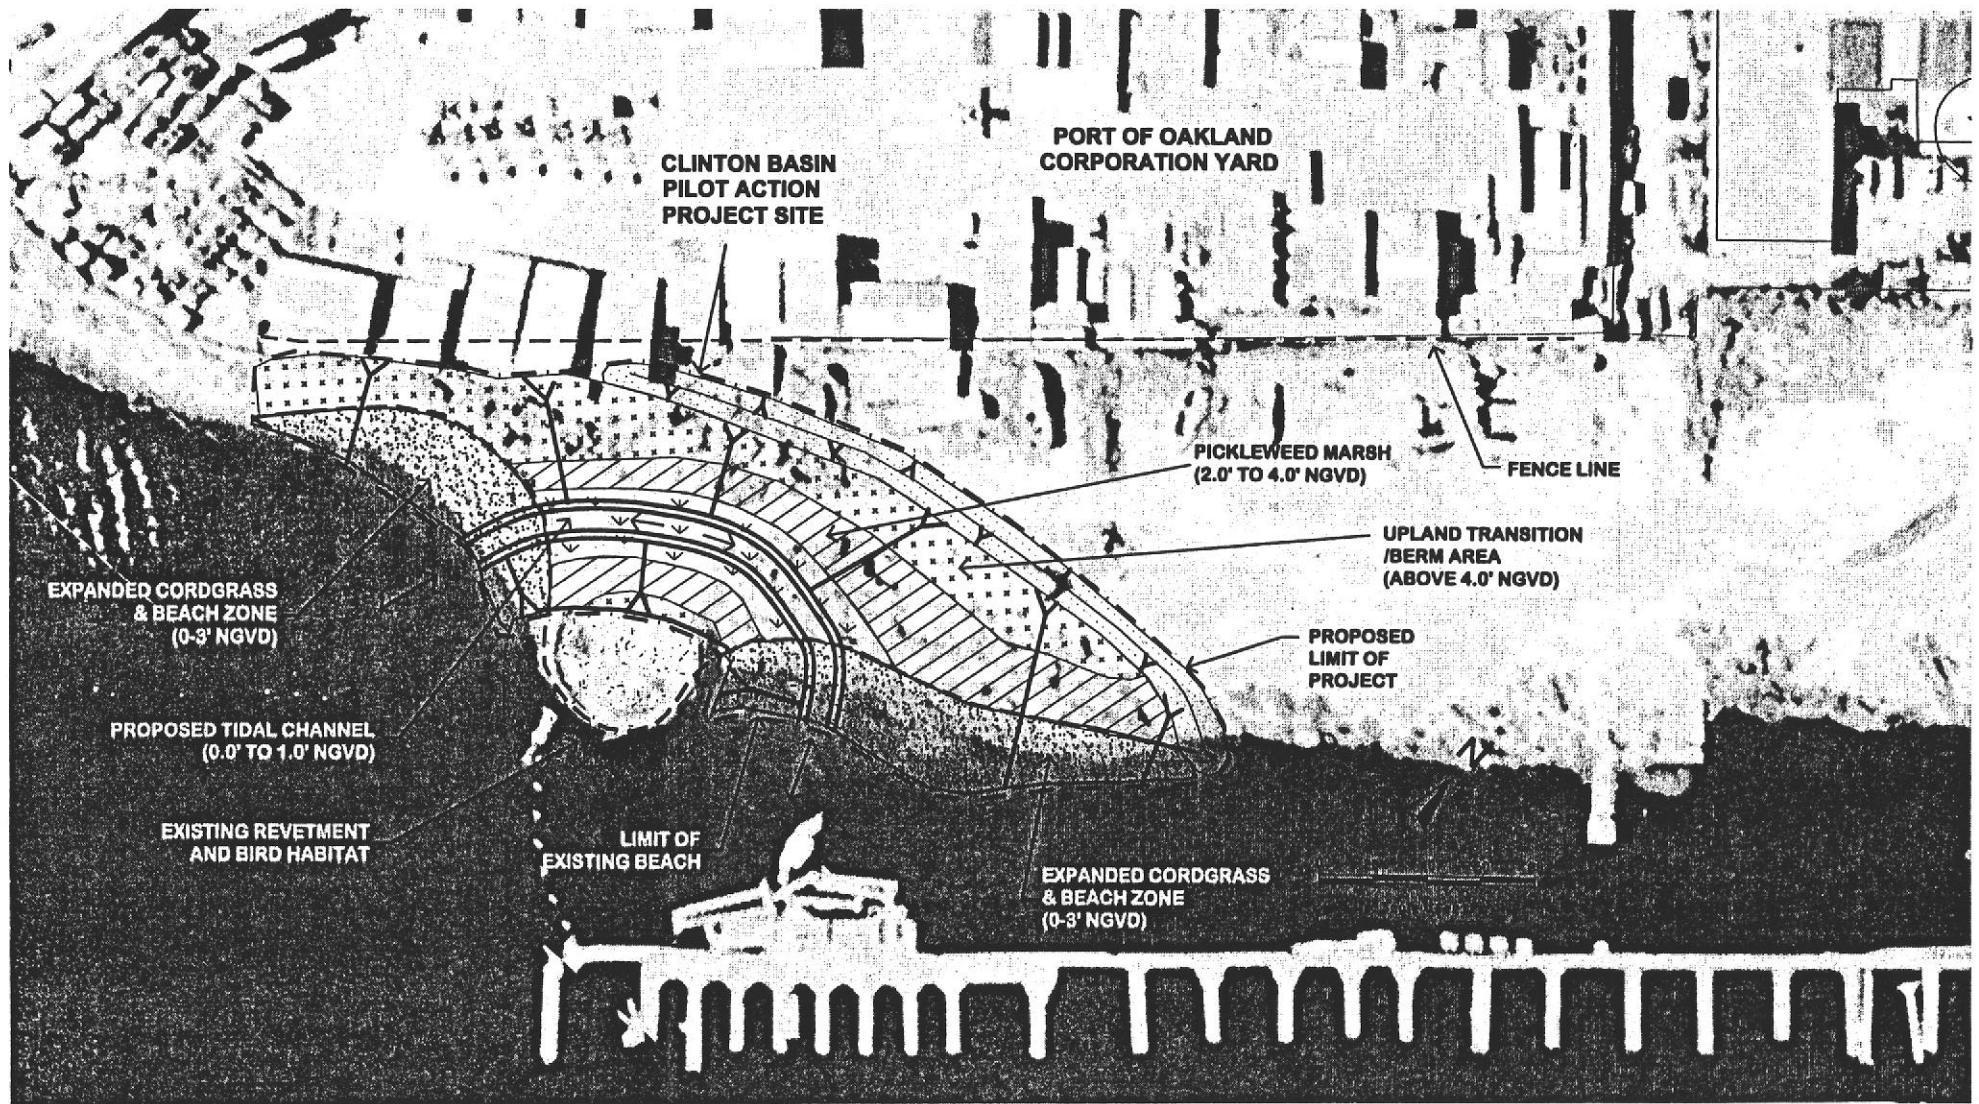 PORT OF OAKLAND
CORPORATION YARD
CLINTON BASIN
PILOT ACTION
PROJECT SITE
PICKLEWEED MARSH
(2.0' TO 4.0' NGVD)
FENCE LINE
UPLAND TRANSITION
/BERM AREA
(ABOVE 4.0' NGVD)
EXPANDED CORDGRASS
& BEACH ZONE
(0-3' NGVD)
PROPOSED
LIMIT OF
PROJECT
PROPOSED TIDAL CHANNEL
(0.0' TO 1.0' NGVD)
EXISTING REVETMENT
AND BIRD HABITAT
LIMIT OF
EXISTING BEACH
EXPANDED CORDGRASS
& BEACH ZONE
(0-3' NGVD)
N